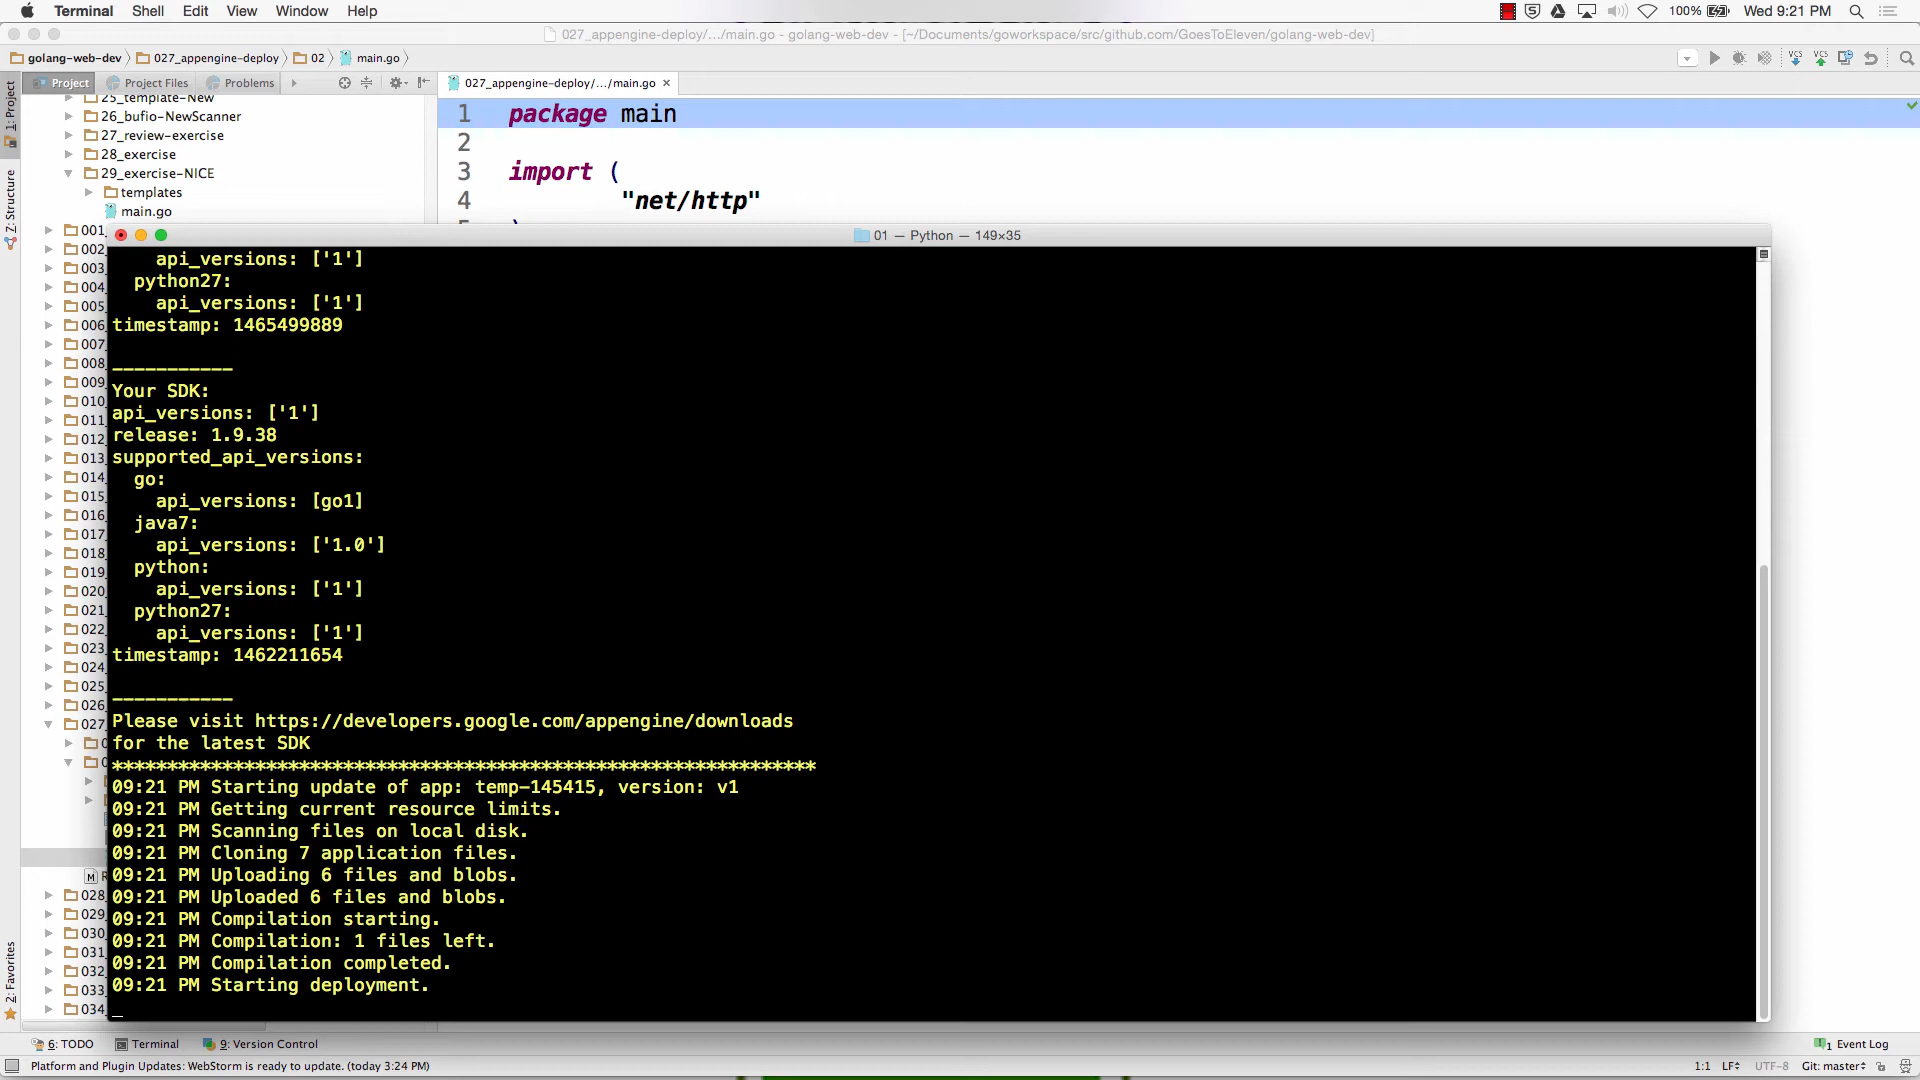 Terminal Shell Edit View Window Help 100% Wed 9:21 PM
027_appengine-deploy/.../main.go - golang-web-dev - [~/Documents/goworkspace/src/github.com/GoesToEleven/golang-web-dev]
golang-web-dev 027_appengine-deploy 02 main.go
Project Project Files Problems 027_appengine-deploy/.../main.go
1: Project
Z: Structure
2: Favorites
25_template-New
26_bufio-NewScanner
27_review-exercise
28_exercise
29_exercise-NICE
templates
main.go
001
002
003
004
005
006
007
008
009
010
011
012
013
014
015
016
017
018
019
020
021
022
023
024
025
026
027
028
029
030
031
032
033
034
1 package main
2
3 import (
4 "net/http"
01 — Python — 149×35
api_versions: ['1']
python27:
api_versions: ['1']
timestamp: 1465499889
-----------
Your SDK:
api_versions: ['1']
release: 1.9.38
supported_api_versions:
go:
api_versions: [go1]
java7:
api_versions: ['1.0']
python:
api_versions: ['1']
python27:
api_versions: ['1']
timestamp: 1462211654
-----------
Please visit https://developers.google.com/appengine/downloads
for the latest SDK
****************************************************************
09:21 PM Starting update of app: temp-145415, version: v1
09:21 PM Getting current resource limits.
09:21 PM Scanning files on local disk.
09:21 PM Cloning 7 application files.
09:21 PM Uploading 6 files and blobs.
09:21 PM Uploaded 6 files and blobs.
09:21 PM Compilation starting.
09:21 PM Compilation: 1 files left.
09:21 PM Compilation completed.
09:21 PM Starting deployment.
6: TODO Terminal 9: Version Control 1 Event Log
Platform and Plugin Updates: WebStorm is ready to update. (today 3:24 PM) 1:1 LF UTF-8 Git: master